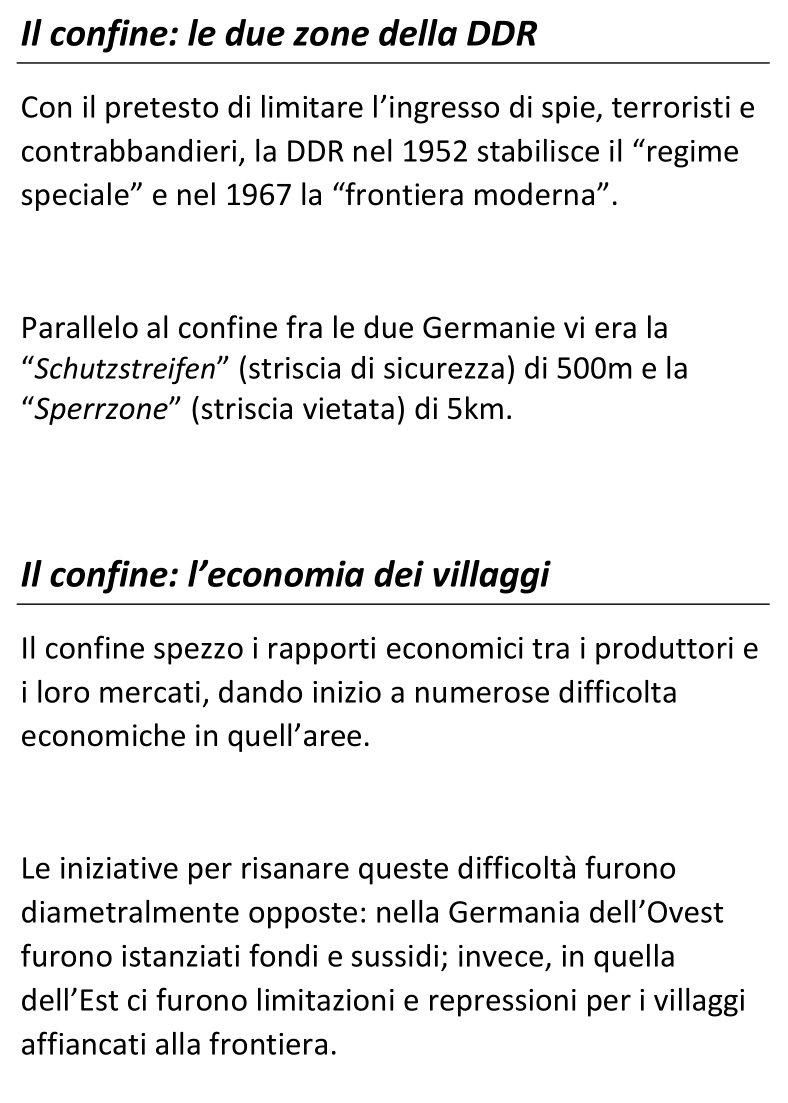 Il confine: le due zone della DDR
Con il pretesto di limitare l’ingresso di spie, terroristi e
contrabbandieri, la DDR nel 1952 stabilisce il “regime
speciale” e nel 1967 la “frontiera moderna”.
Parallelo al confine fra le due Germanie vi era la
“Schutzstreifen” (striscia di sicurezza) di 500m e la
“Sperrzone” (striscia vietata) di 5km.
Il confine: l’economia dei villaggi
Il confine spezzo i rapporti economici tra i produttori e
i loro mercati, dando inizio a numerose difficolta
economiche in quell’aree.
Le iniziative per risanare queste difficoltà furono
diametralmente opposte: nella Germania dell’Ovest
furono istanziati fondi e sussidi; invece, in quella
dell’Est ci furono limitazioni e repressioni per i villaggi
affiancati alla frontiera.